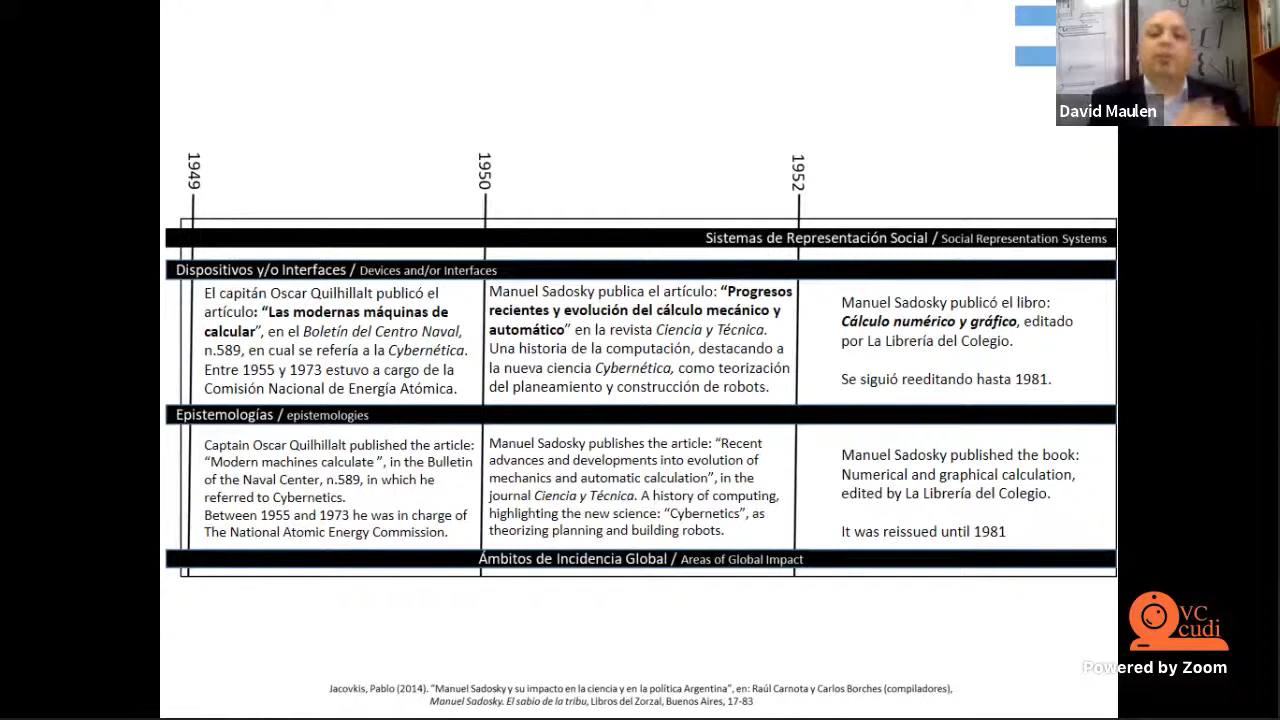 David Maulen
1949
1950
1952
Sistemas de Representación Social / Social Representation Systems
Dispositivos y/o Interfaces / Devices and/or Interfaces
El capitán Oscar Quilhillalt publicó el
artículo: “Las modernas máquinas de
calcular”, en el Boletín del Centro Naval,
n.589, en cual se refería a la Cybernética.
Entre 1955 y 1973 estuvo a cargo de la
Comisión Nacional de Energía Atómica.
Manuel Sadosky publica el artículo: “Progresos
recientes y evolución del cálculo mecánico y
automático” en la revista Ciencia y Técnica.
Una historia de la computación, destacando a
la nueva ciencia Cybernética, como teorización
del planeamiento y construcción de robots.
Manuel Sadosky publicó el libro:
Cálculo numérico y gráfico, editado
por La Librería del Colegio.
Se siguió reeditando hasta 1981.
Epistemologías / epistemologies
Captain Oscar Quilhillalt published the article:
“Modern machines calculate ”, in the Bulletin
of the Naval Center, n.589, in which he
referred to Cybernetics.
Between 1955 and 1973 he was in charge of
The National Atomic Energy Commission.
Manuel Sadosky publishes the article: “Recent
advances and developments into evolution of
mechanics and automatic calculation”, in the
journal Ciencia y Técnica. A history of computing,
highlighting the new science: “Cybernetics”, as
theorizing planning and building robots.
Manuel Sadosky published the book:
Numerical and graphical calculation,
edited by La Librería del Colegio.
It was reissued until 1981
Ámbitos de Incidencia Global / Areas of Global Impact
VC
cudi
Powered by Zoom
Jacovkis, Pablo (2014). “Manuel Sadosky y su impacto en la ciencia y en la política Argentina”, en: Raúl Carnota y Carlos Borches (compiladores),
Manuel Sadosky. El sabio de la tribu, Libros del Zorzal, Buenos Aires, 17-83